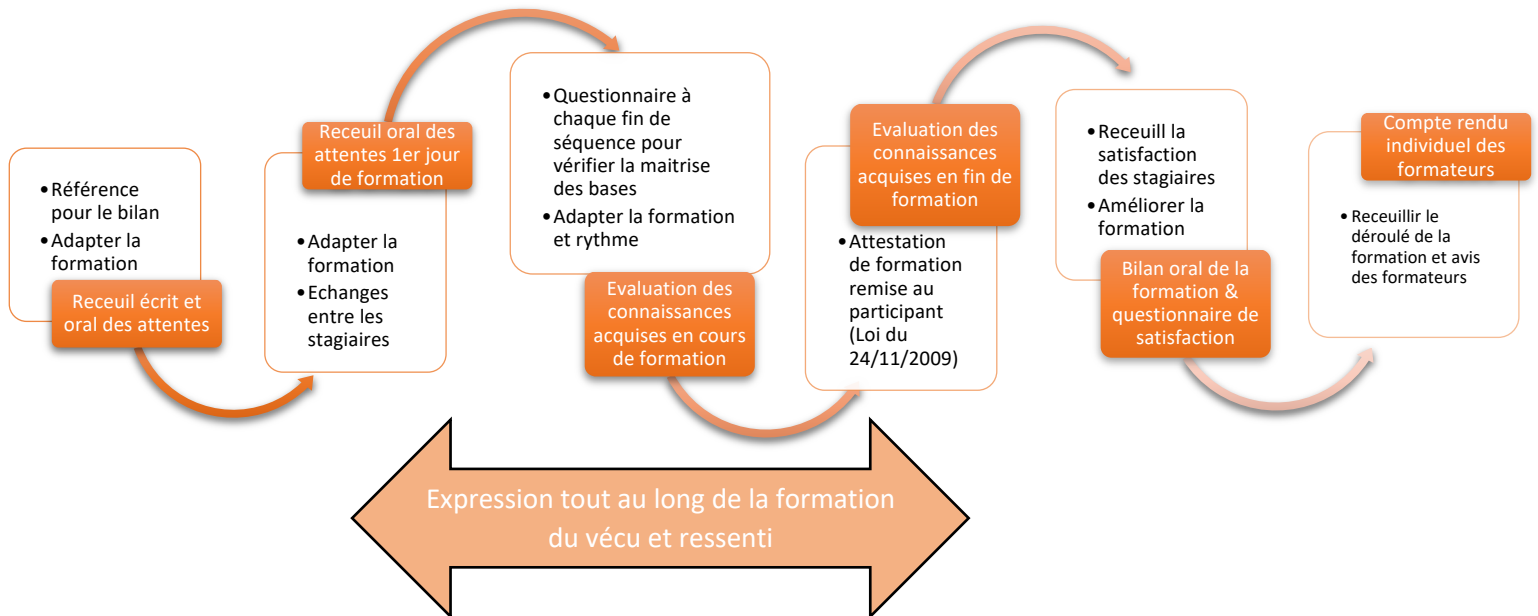 • Référence
pour le bilan
• Adapter la
formation
Receuil écrit et
oral des attentes
Receuil oral des
attentes 1er jour
de formation
• Adapter la
formation
• Echanges
entre les
stagiaires
• Questionnaire à
chaque fin de
séquence pour
vérifier la maitrise
des bases
• Adapter la formation
et rythme
Evaluation des
connaissances
acquises en cours
de formation
Evaluation des
connaissances
acquises en fin de
formation
• Attestation
de formation
remise au
participant
(Loi du
24/11/2009)
• Receuill la
satisfaction
des stagiaires
• Améliorer la
formation
Bilan oral de la
formation &
questionnaire de
satisfaction
Compte rendu
individuel des
formateurs
• Receuillir le
déroulé de la
formation et avis
des formateurs
Expression tout au long de la formation
du vécu et ressenti